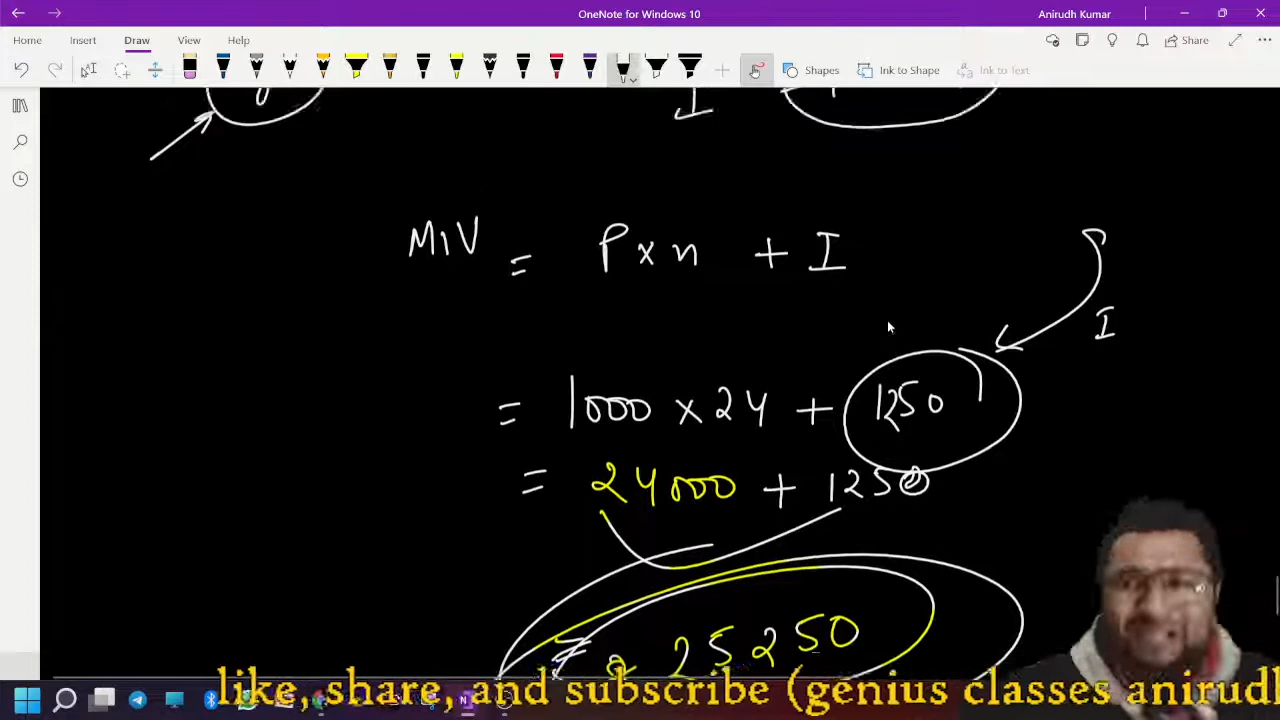 OneNote for Windows 10
Anirudh Kumar
Home Insert Draw View Help
Share
Shapes Ink to Shape Ink to Text
I
MIV = P x n + I
I
= 1000 x 24 + 1250
= 24000 + 1250
25250
like, share, and subscribe (genius classes anirudh